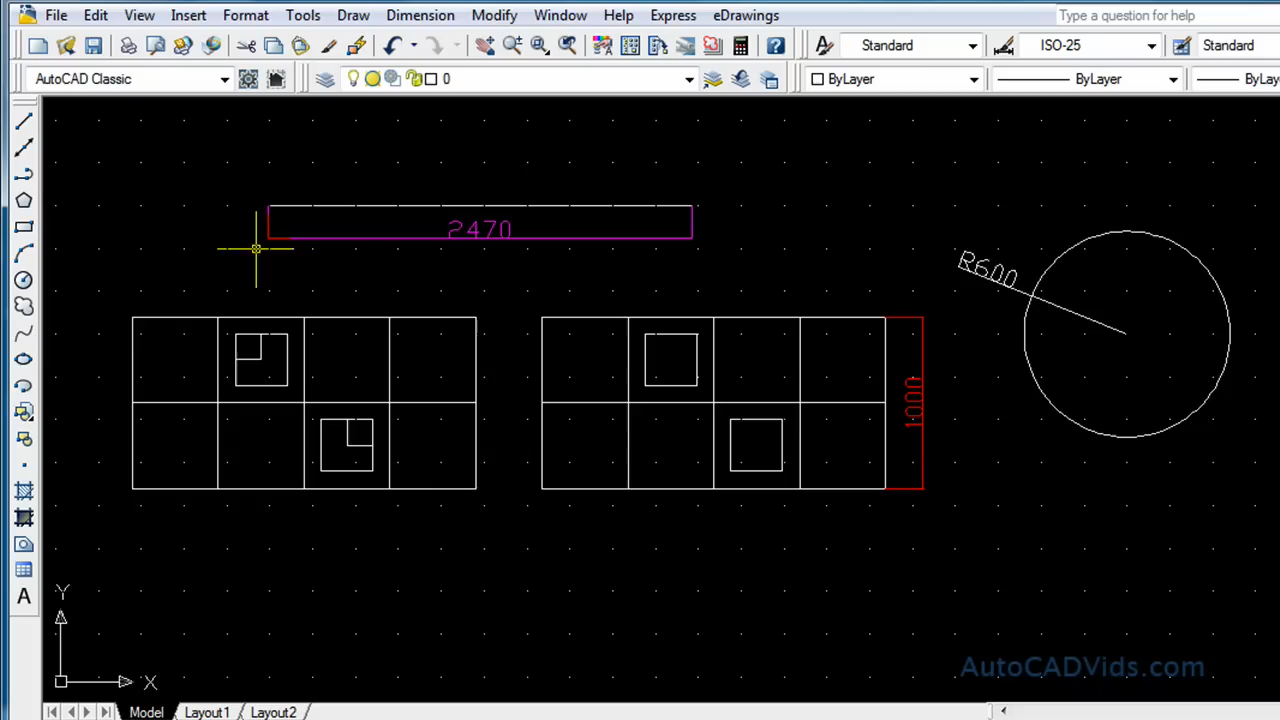 File Edit View Insert Format Tools Draw Dimension Modify Window Help Express eDrawings Type a question for help
Standard ISO-25 Standard
AutoCAD Classic 0 ByLayer ByLayer
2470
R600
1000
Y
X
AutoCADVids.com
Model Layout1 Layout2